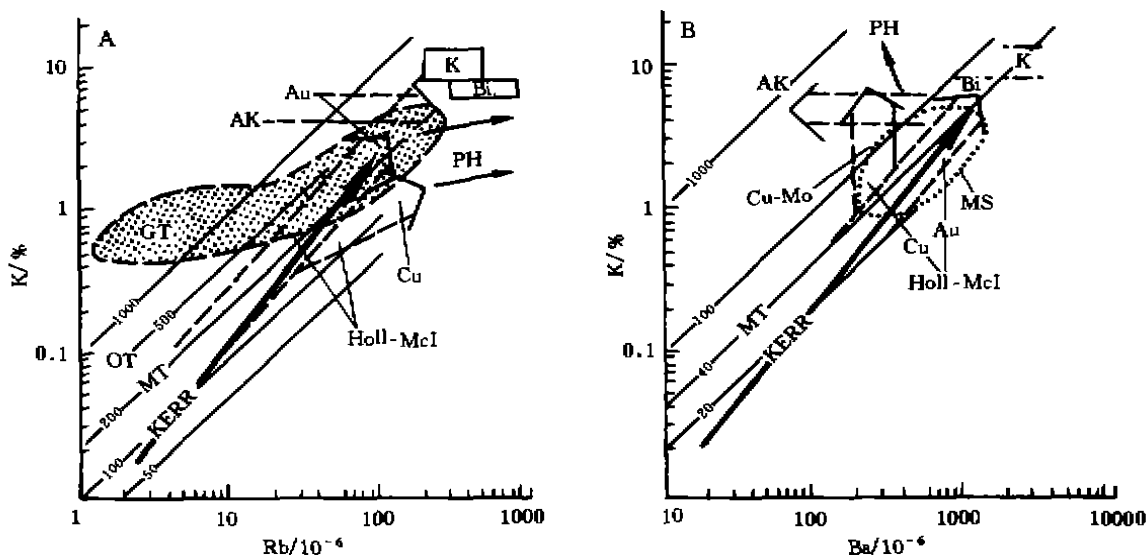 A
K
Bi
Au
AK
PH
GT
Cu
Holl-McI
OT
MT
KERR
1000
500
200
100
50
10
1
0.1
K/%
1
10
100
1000
Rb/10⁻⁶
B
PH
K
AK
Bi
Cu-Mo
MS
Au
Cu
Holl-McI
MT
KERR
1000
100
40
20
10
1
0.1
K/%
10
100
1000
10000
Ba/10⁻⁶